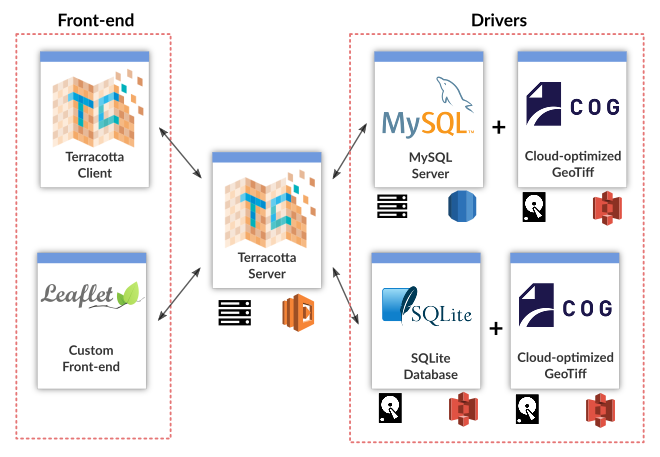 Front-end
Drivers
TC
Terracotta
Client
MySQL™
MySQL
Server
+
COG
Cloud-optimized
GeoTiff
TC
Terracotta
Server
Leaflet
Custom
Front-end
SQLite
SQLite
Database
+
COG
Cloud-optimized
GeoTiff